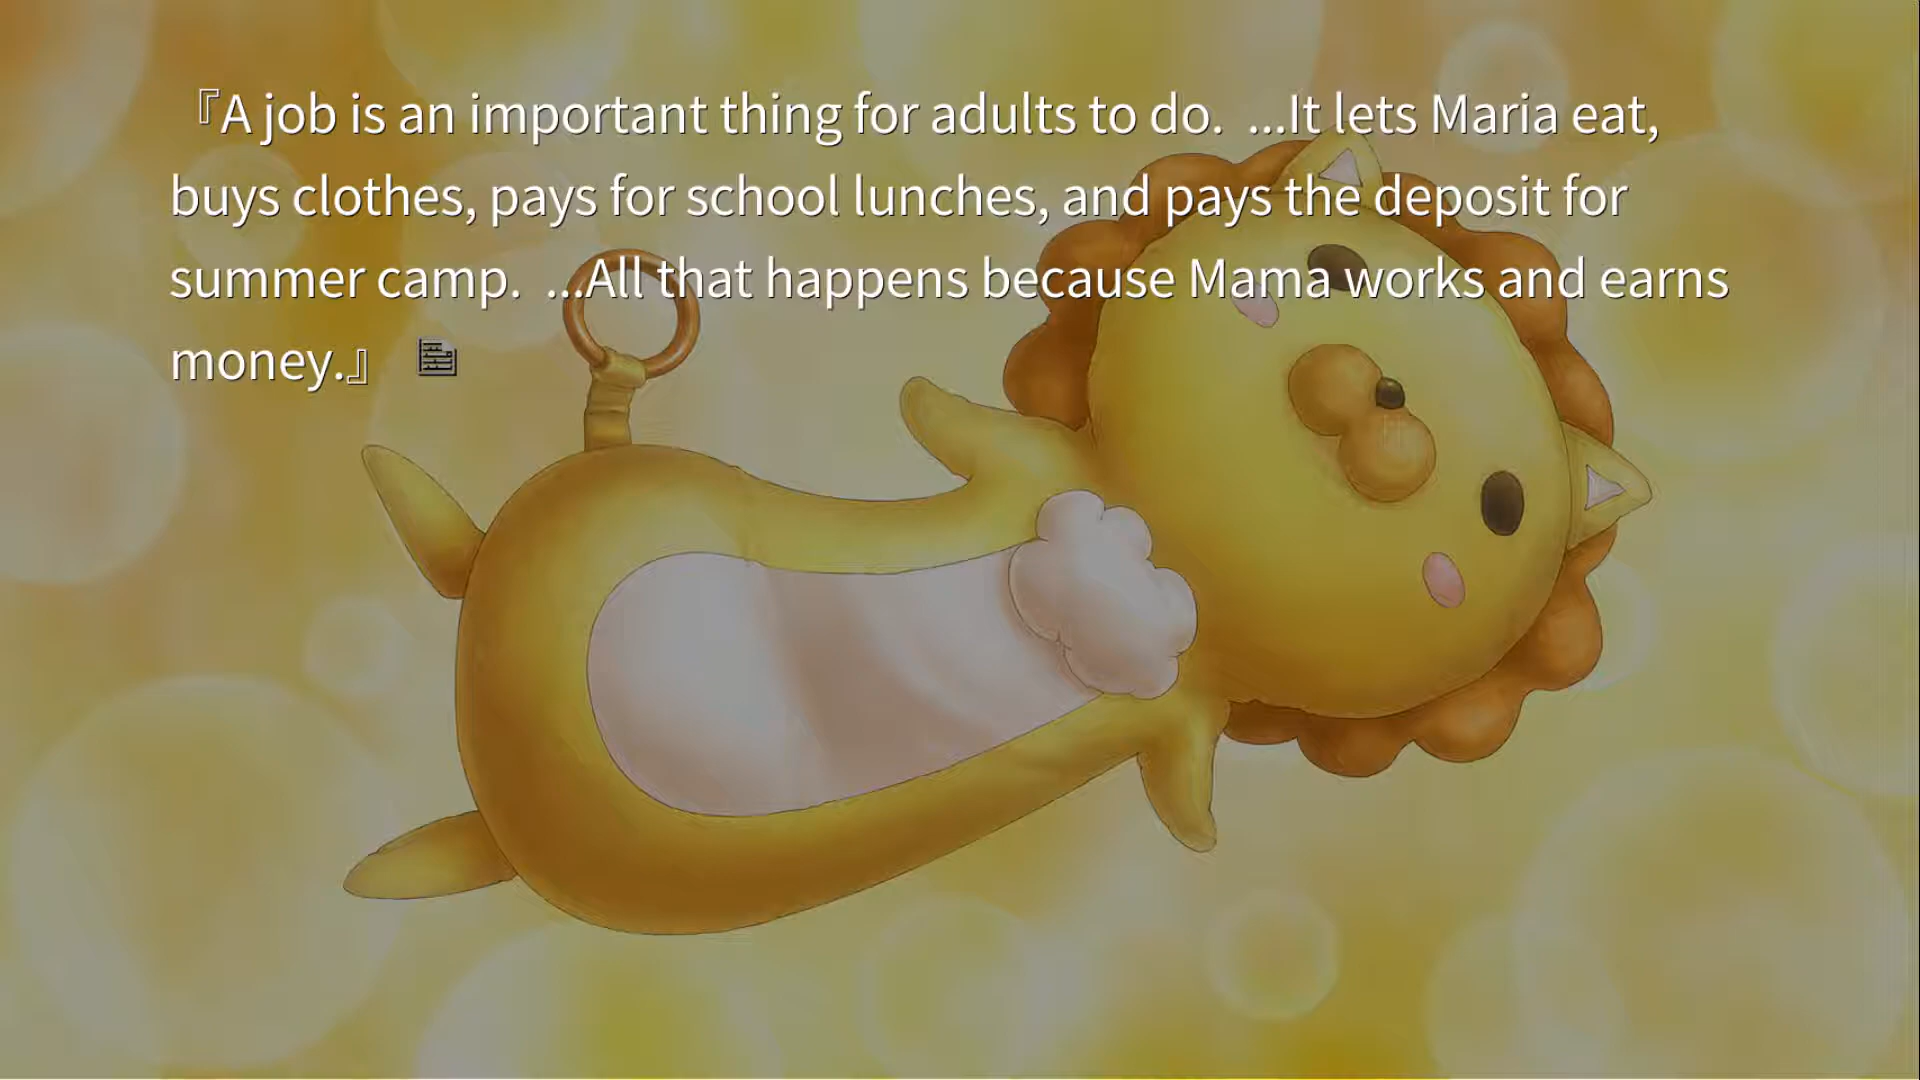 『A job is an important thing for adults to do.  ...It lets Maria eat,
buys clothes, pays for school lunches, and pays the deposit for
summer camp.  ...All that happens because Mama works and earns
money.』